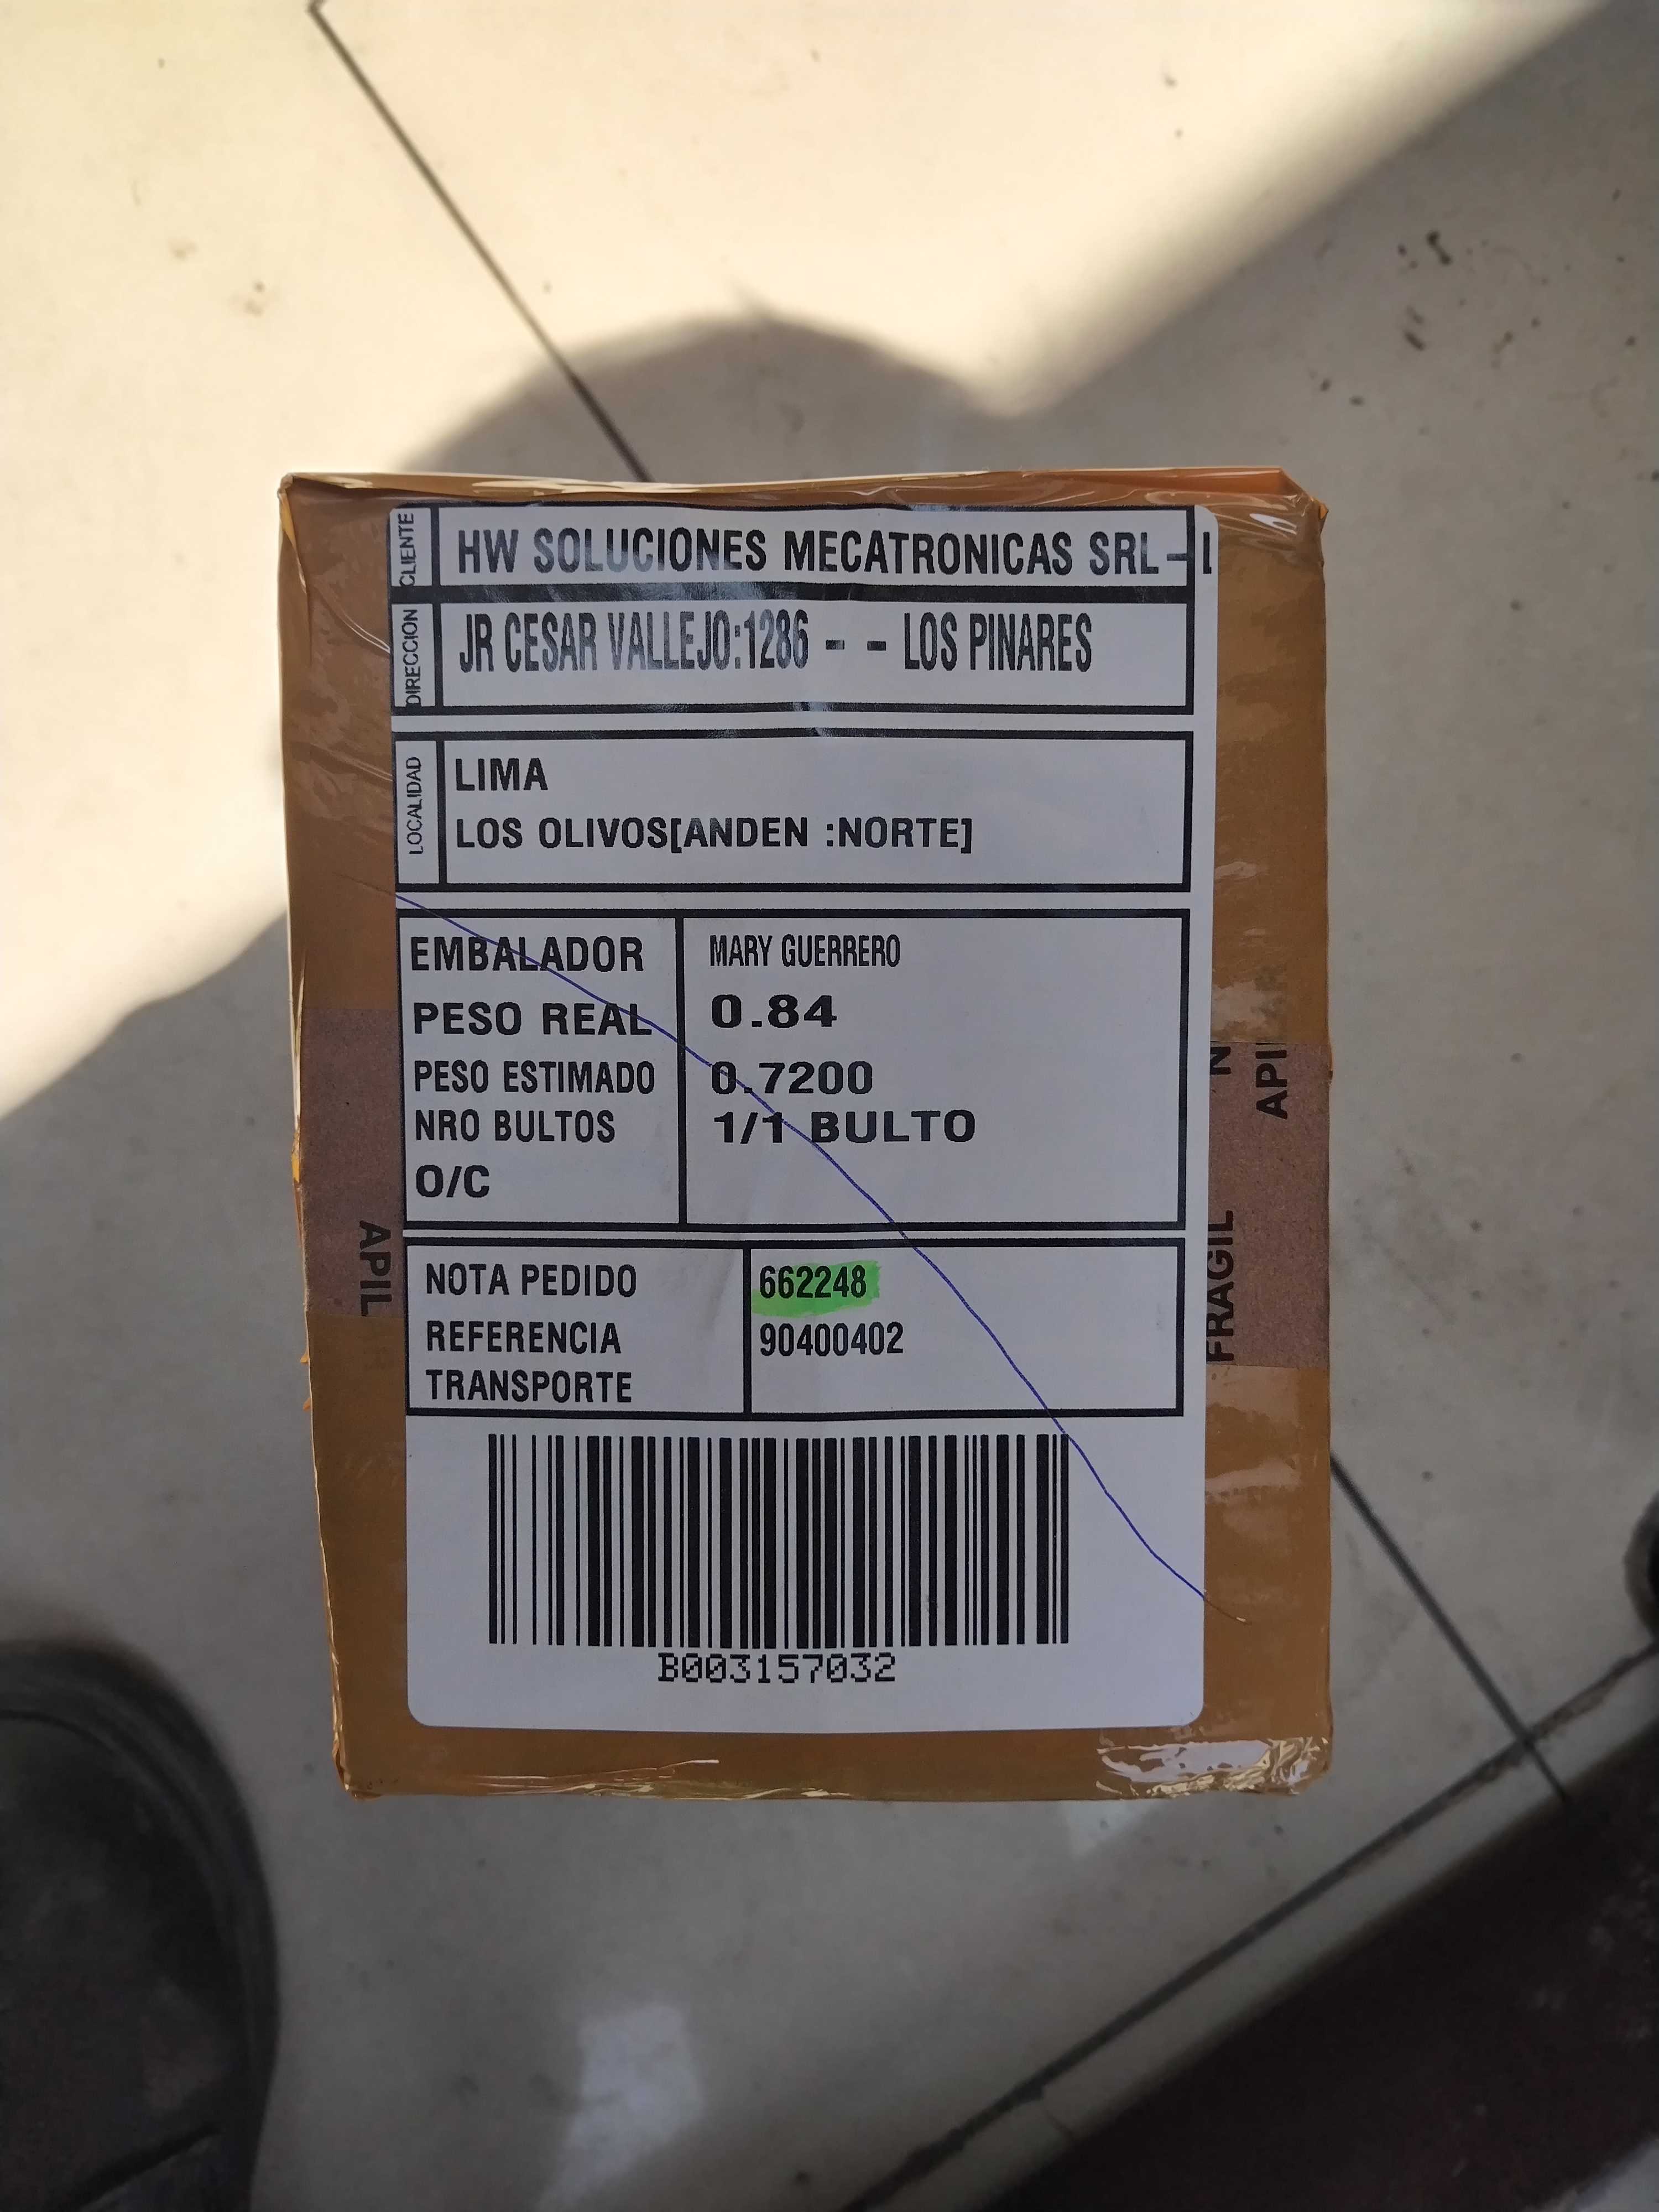 CLIENTE HW SOLUCIONES MECATRONICAS SRL -
DIRECCION JR CESAR VALLEJO:1286 - - LOS PINARES
LOCALIDAD LIMA
LOS OLIVOS[ANDEN :NORTE]
EMBALADOR MARY GUERRERO
PESO REAL 0.84
PESO ESTIMADO 0.7200
NRO BULTOS 1/1 BULTO
O/C
NOTA PEDIDO 662248
REFERENCIA 90400402
TRANSPORTE
B003157032
APIL
FRAGIL
N
API